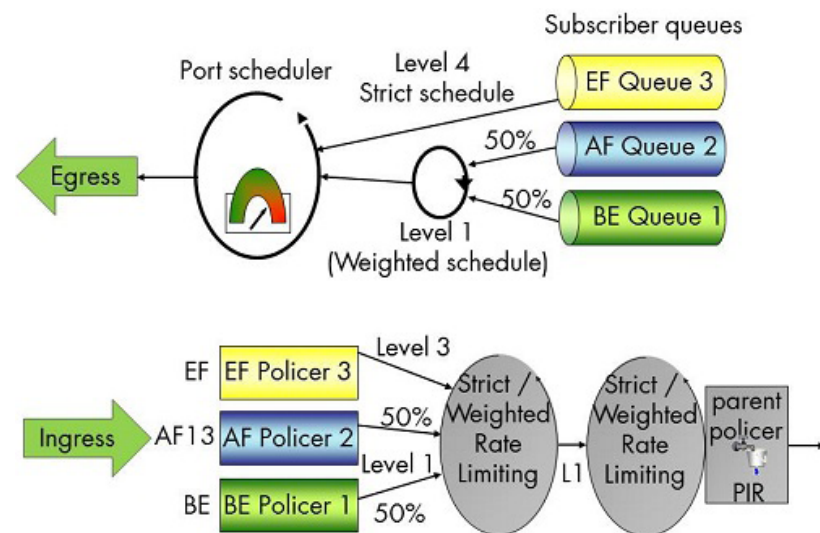 Subscriber queues
Port scheduler
Level 4
Strict schedule
EF Queue 3
50%
AF Queue 2
Egress
50%
BE Queue 1
Level 1
(Weighted schedule)
EF
EF Policer 3
Level 3
Strict /
Weighted
Rate
Limiting
Strict /
Weighted
Rate
Limiting
parent
policer
PIR
Ingress
AF13
AF Policer 2
50%
Level 1
L1
BE
BE Policer 1
50%